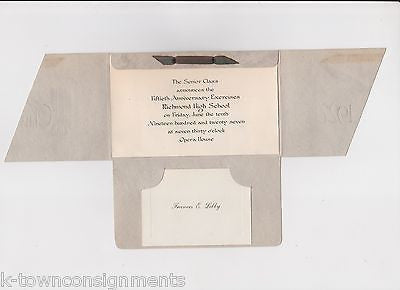 The Senior Class
announces the
Fiftieth Anniversary Exercises
Richmond High School
on Friday, June the tenth
Nineteen hundred and twenty seven
at seven thirty o'clock
Opera House
Frances E. Libby
k-townconsignments